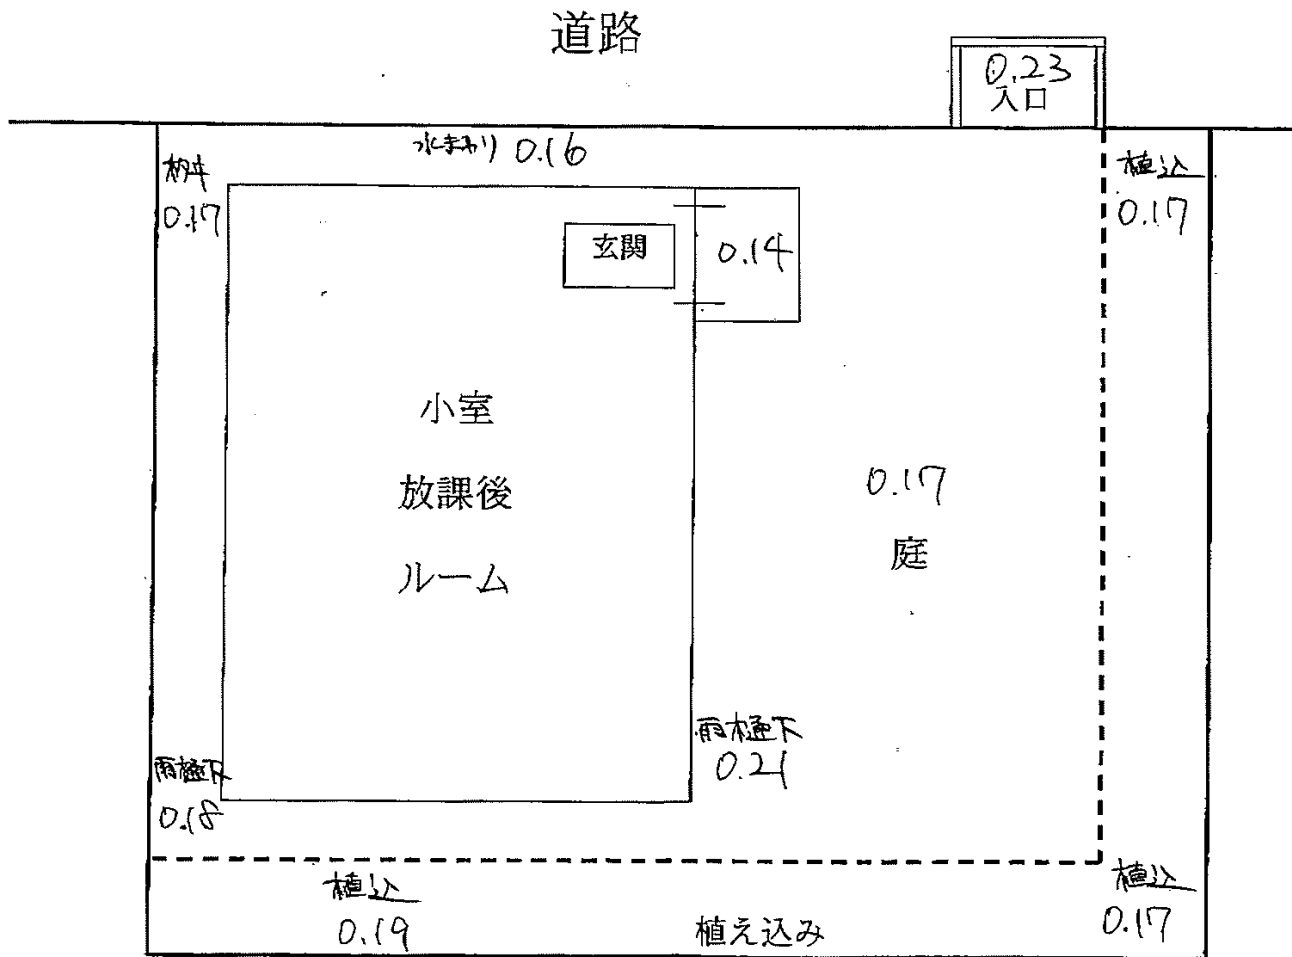 道路
0.23
入口
水まわり 0.16
植込
0.17
0.17
玄関
0.14
小室
放課後
ルーム
0.17
庭
雨樋下
0.21
雨樋下
0.18
植込
0.19
植え込み
植込
0.17